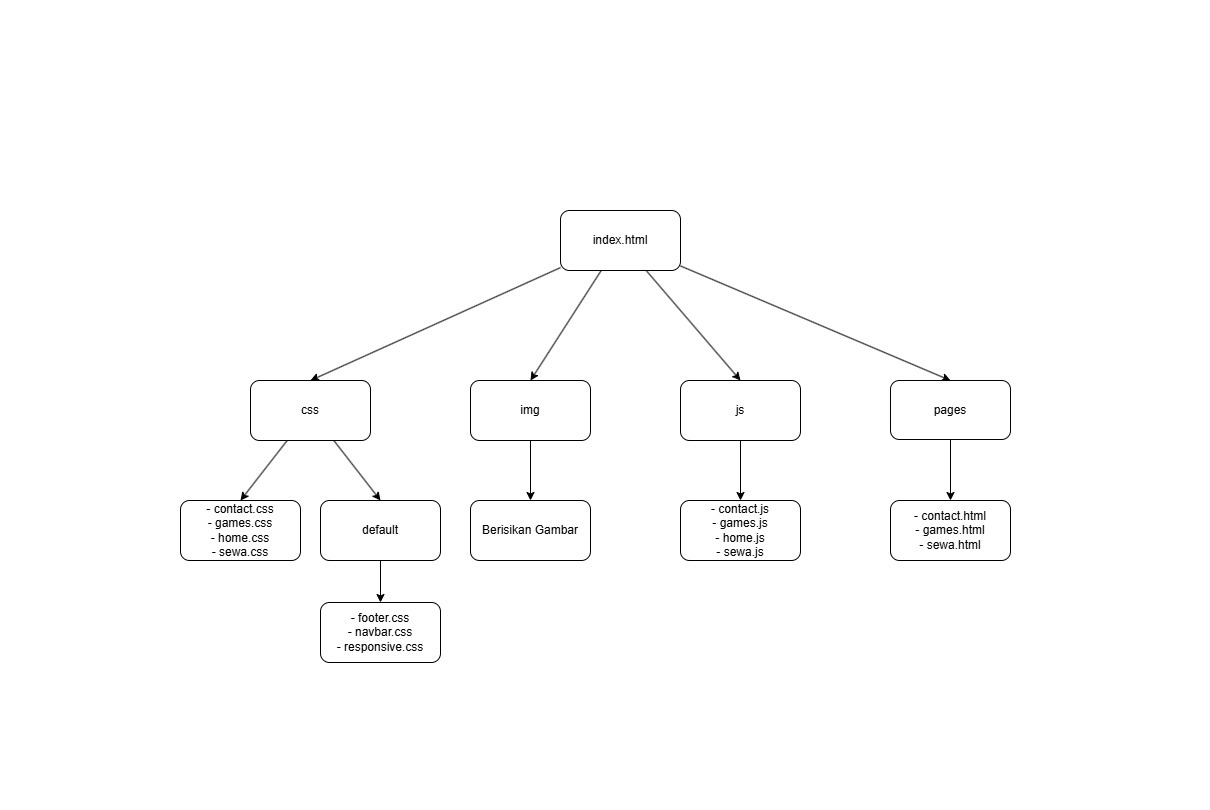 index.html
css
img
js
pages
- contact.css
- games.css
- home.css
- sewa.css
default
Berisikan Gambar
- contact.js
- games.js
- home.js
- sewa.js
- contact.html
- games.html
- sewa.html
- footer.css
- navbar.css
- responsive.css